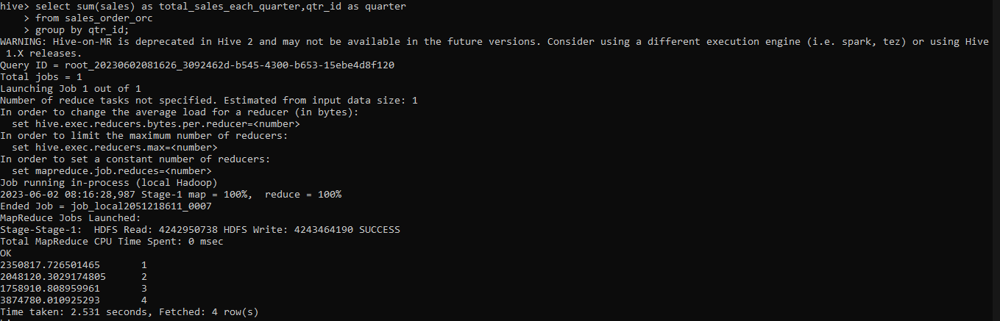 hive> select sum(sales) as total_sales_each_quarter,qtr_id as quarter
    > from sales_order_orc
    > group by qtr_id;
WARNING: Hive-on-MR is deprecated in Hive 2 and may not be available in the future versions. Consider using a different execution engine (i.e. spark, tez) or using Hive
 1.X releases.
Query ID = root_20230602081626_3092462d-b545-4300-b653-15ebe4d8f120
Total jobs = 1
Launching Job 1 out of 1
Number of reduce tasks not specified. Estimated from input data size: 1
In order to change the average load for a reducer (in bytes):
  set hive.exec.reducers.bytes.per.reducer=<number>
In order to limit the maximum number of reducers:
  set hive.exec.reducers.max=<number>
In order to set a constant number of reducers:
  set mapreduce.job.reduces=<number>
Job running in-process (local Hadoop)
2023-06-02 08:16:28,987 Stage-1 map = 100%,  reduce = 100%
Ended Job = job_local2051218611_0007
MapReduce Jobs Launched:
Stage-Stage-1:  HDFS Read: 4242950738 HDFS Write: 4243464190 SUCCESS
Total MapReduce CPU Time Spent: 0 msec
OK
2350817.726501465       1
2048120.3029174805      2
1758910.808959961       3
3874780.010925293       4
Time taken: 2.531 seconds, Fetched: 4 row(s)